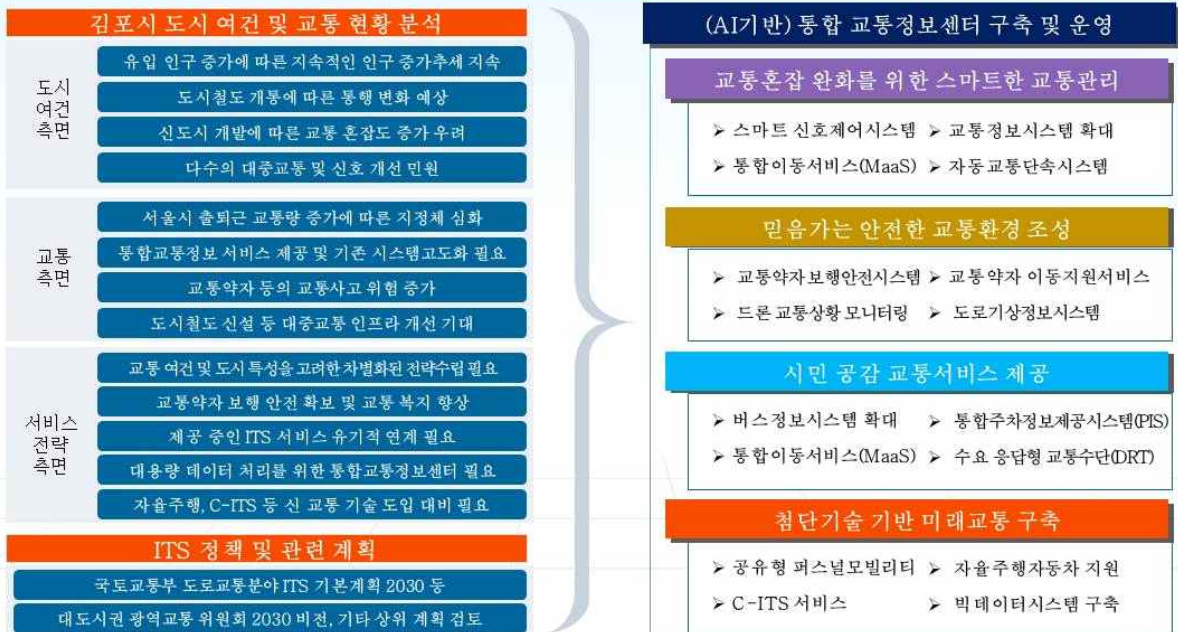 김포시 도시 여건 및 교통 현황 분석
도시
여건
측면
유입 인구 증가에 따른 지속적인 인구 증가추세 지속
도시철도 개통에 따른 통행 변화 예상
신도시 개발에 따른 교통 혼잡도 증가 우려
다수의 대중교통 및 신호 개선 민원
교통
측면
서울시 출퇴근 교통량 증가에 따른 지정체 심화
통합교통정보 서비스 제공 및 기존 시스템고도화 필요
교통약자 등의 교통사고 위험 증가
도시철도 신설 등 대중교통 인프라 개선 기대
서비스
전략
측면
교통 여건 및 도시 특성을 고려한 차별화된 전략수립 필요
교통약자 보행 안전 확보 및 교통 복지 향상
제공 중인 ITS 서비스 유기적 연계 필요
대용량 데이터 처리를 위한 통합교통정보센터 필요
자율주행, C-ITS 등 신 교통 기술 도입 대비 필요
ITS 정책 및 관련 계획
국토교통부 도로교통분야 ITS 기본계획 2030 등
대도시권 광역교통 위원회 2030 비전, 기타 상위 계획 검토
(AI기반) 통합 교통정보센터 구축 및 운영
교통혼잡 완화를 위한 스마트한 교통관리
➢ 스마트 신호제어시스템 ➢ 교통정보시스템 확대
➢ 통합이동서비스(MaaS) ➢ 자동교통단속시스템
믿음가는 안전한 교통환경 조성
➢ 교통약자보행안전시스템 ➢ 교통약자 이동지원서비스
➢ 드론 교통상황 모니터링 ➢ 도로기상정보시스템
시민 공감 교통서비스 제공
➢ 버스정보시스템 확대 ➢ 통합주차정보제공시스템(PIS)
➢ 통합이동서비스(MaaS) ➢ 수요 응답형 교통수단(DRT)
첨단기술 기반 미래교통 구축
➢ 공유형 퍼스널모빌리티 ➢ 자율주행자동차 지원
➢ C-ITS 서비스 ➢ 빅데이터시스템 구축